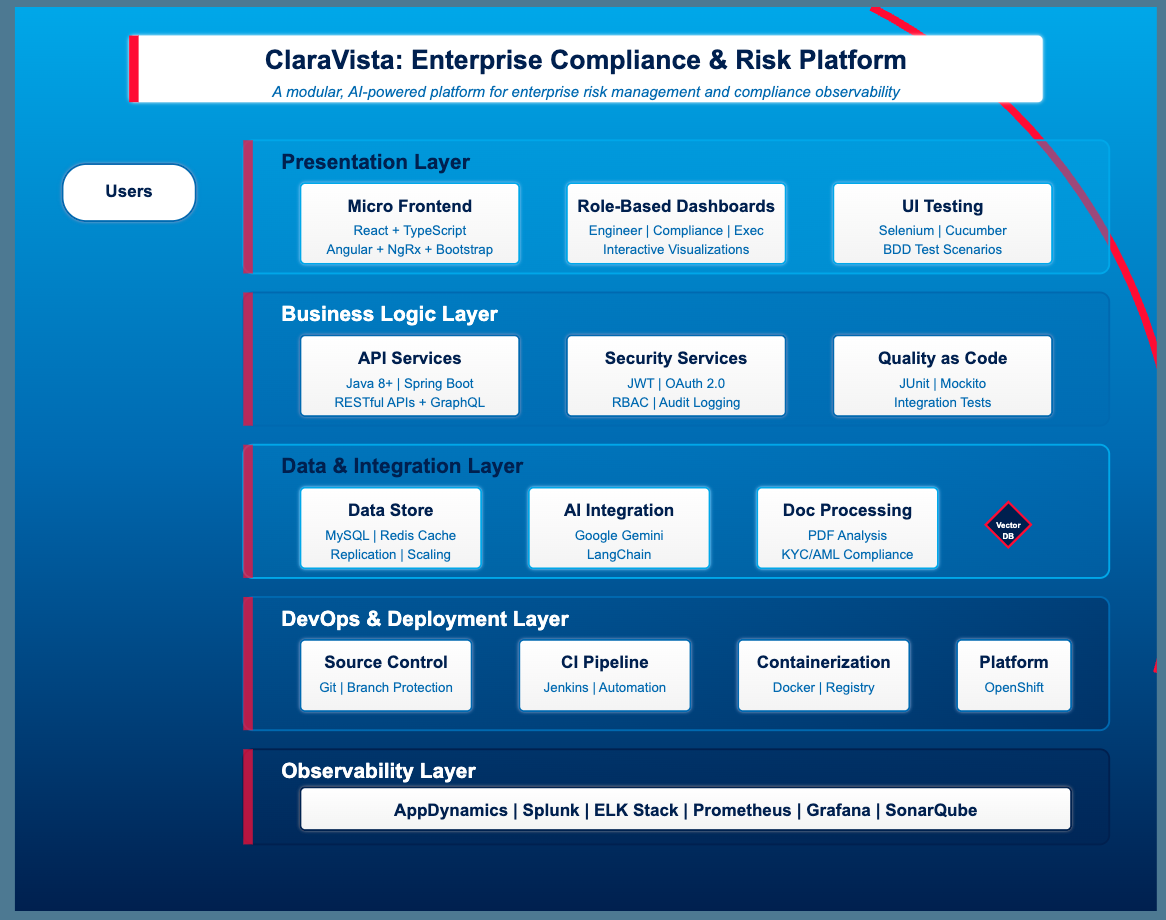 ClaraVista: Enterprise Compliance & Risk Platform
A modular, AI-powered platform for enterprise risk management and compliance observability
Users
Presentation Layer
Micro Frontend
React + TypeScript
Angular + NgRx + Bootstrap
Role-Based Dashboards
Engineer | Compliance | Exec
Interactive Visualizations
UI Testing
Selenium | Cucumber
BDD Test Scenarios
Business Logic Layer
API Services
Java 8+ | Spring Boot
RESTful APIs + GraphQL
Security Services
JWT | OAuth 2.0
RBAC | Audit Logging
Quality as Code
JUnit | Mockito
Integration Tests
Data & Integration Layer
Data Store
MySQL | Redis Cache
Replication | Scaling
AI Integration
Google Gemini
LangChain
Doc Processing
PDF Analysis
KYC/AML Compliance
Vector
DB
DevOps & Deployment Layer
Source Control
Git | Branch Protection
CI Pipeline
Jenkins | Automation
Containerization
Docker | Registry
Platform
OpenShift
Observability Layer
AppDynamics | Splunk | ELK Stack | Prometheus | Grafana | SonarQube